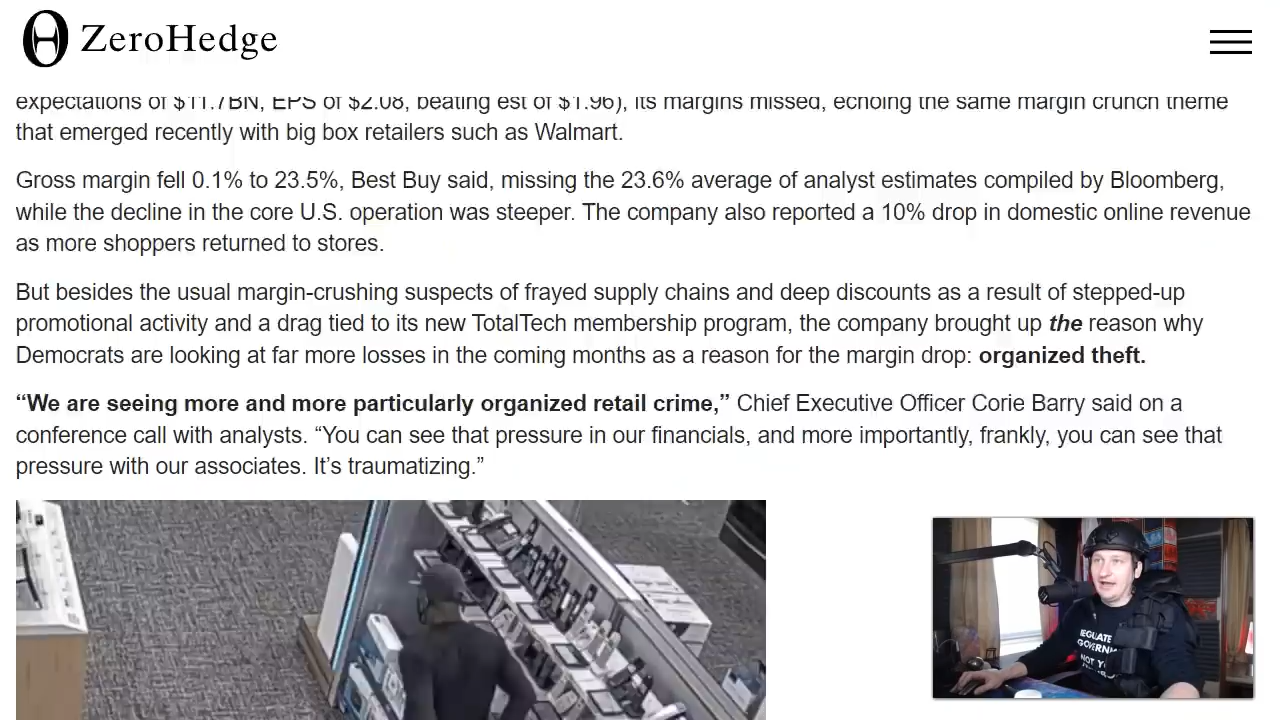 ZeroHedge
expectations of $11.7BN, EPS of $2.08, beating est of $1.96), its margins missed, echoing the same margin crunch theme
that emerged recently with big box retailers such as Walmart.
Gross margin fell 0.1% to 23.5%, Best Buy said, missing the 23.6% average of analyst estimates compiled by Bloomberg,
while the decline in the core U.S. operation was steeper. The company also reported a 10% drop in domestic online revenue
as more shoppers returned to stores.
But besides the usual margin-crushing suspects of frayed supply chains and deep discounts as a result of stepped-up
promotional activity and a drag tied to its new TotalTech membership program, the company brought up the reason why
Democrats are looking at far more losses in the coming months as a reason for the margin drop: organized theft.
“We are seeing more and more particularly organized retail crime,” Chief Executive Officer Corie Barry said on a
conference call with analysts. “You can see that pressure in our financials, and more importantly, frankly, you can see that
pressure with our associates. It’s traumatizing.”